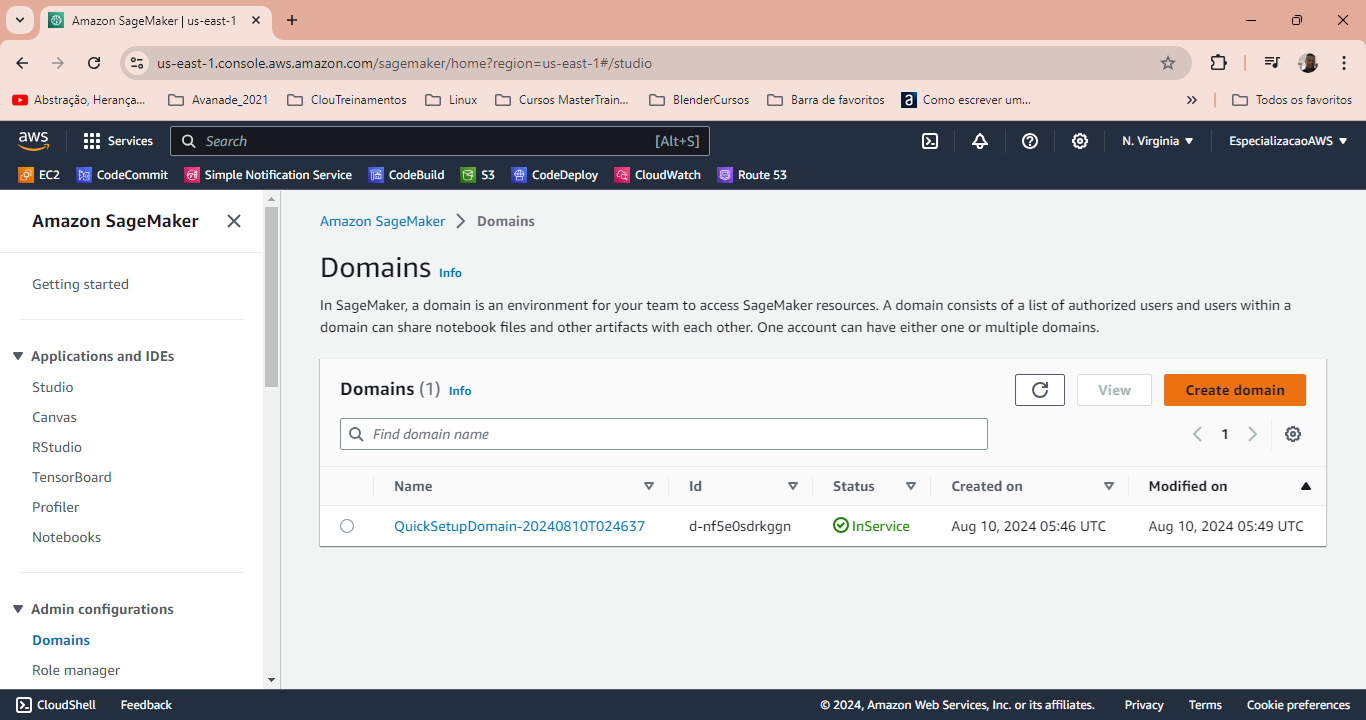 Amazon SageMaker | us-east-1
us-east-1.console.aws.amazon.com/sagemaker/home?region=us-east-1#/studio
Abstração, Herança... Avanade_2021 ClouTreinamentos Linux Cursos MasterTrain... BlenderCursos Barra de favoritos Como escrever um... Todos os favoritos
aws Services Search [Alt+S] N. Virginia EspecializacaoAWS
EC2 CodeCommit Simple Notification Service CodeBuild S3 CodeDeploy CloudWatch Route 53
Amazon SageMaker
Getting started
Applications and IDEs
Studio
Canvas
RStudio
TensorBoard
Profiler
Notebooks
Admin configurations
Domains
Role manager
Amazon SageMaker Domains
Domains Info
In SageMaker, a domain is an environment for your team to access SageMaker resources. A domain consists of a list of authorized users and users within a
domain can share notebook files and other artifacts with each other. One account can have either one or multiple domains.
Domains (1) Info View Create domain
Find domain name 1
Name Id Status Created on Modified on
QuickSetupDomain-20240810T024637 d-nf5e0sdrkggn InService Aug 10, 2024 05:46 UTC Aug 10, 2024 05:49 UTC
CloudShell Feedback © 2024, Amazon Web Services, Inc. or its affiliates. Privacy Terms Cookie preferences